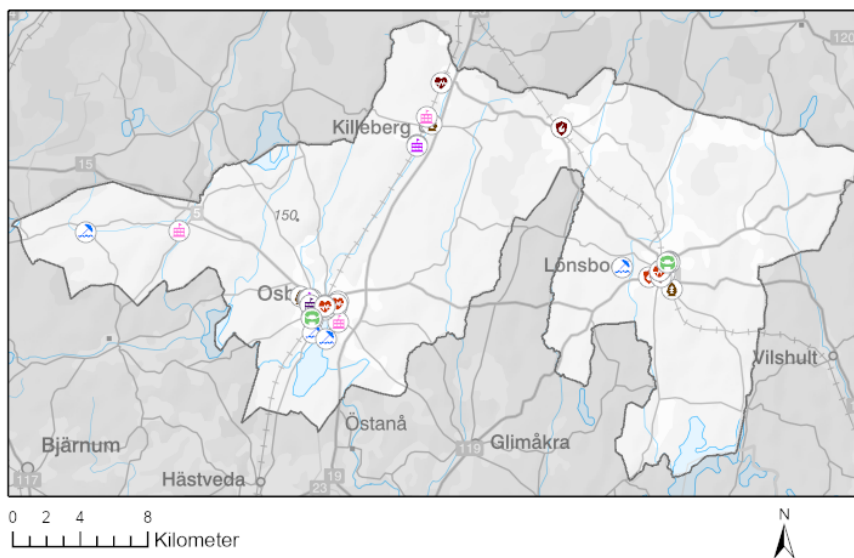 120
Killeberg
15
15
150
Osb
Lönsbo
Vilshult
Östanå
Glimåkra
119
Bjärnum
117
Hästveda
19
23
0 2 4 8
Kilometer
N